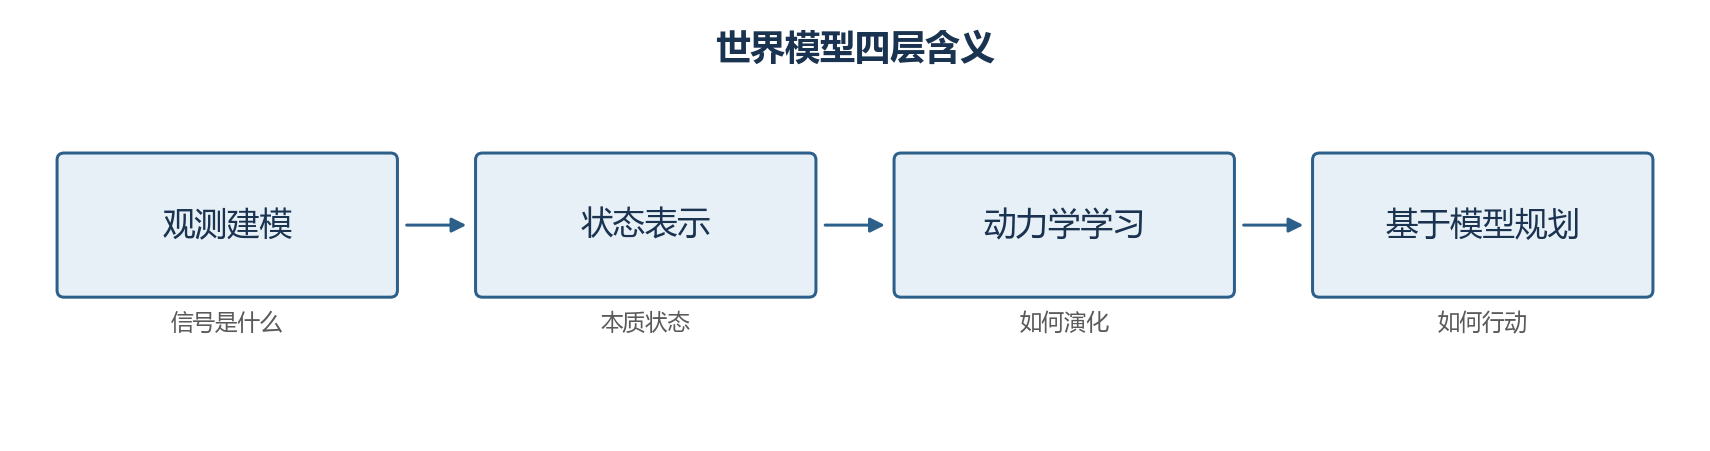 世界模型四层含义
观测建模
信号是什么
状态表示
本质状态
动力学学习
如何演化
基于模型规划
如何行动